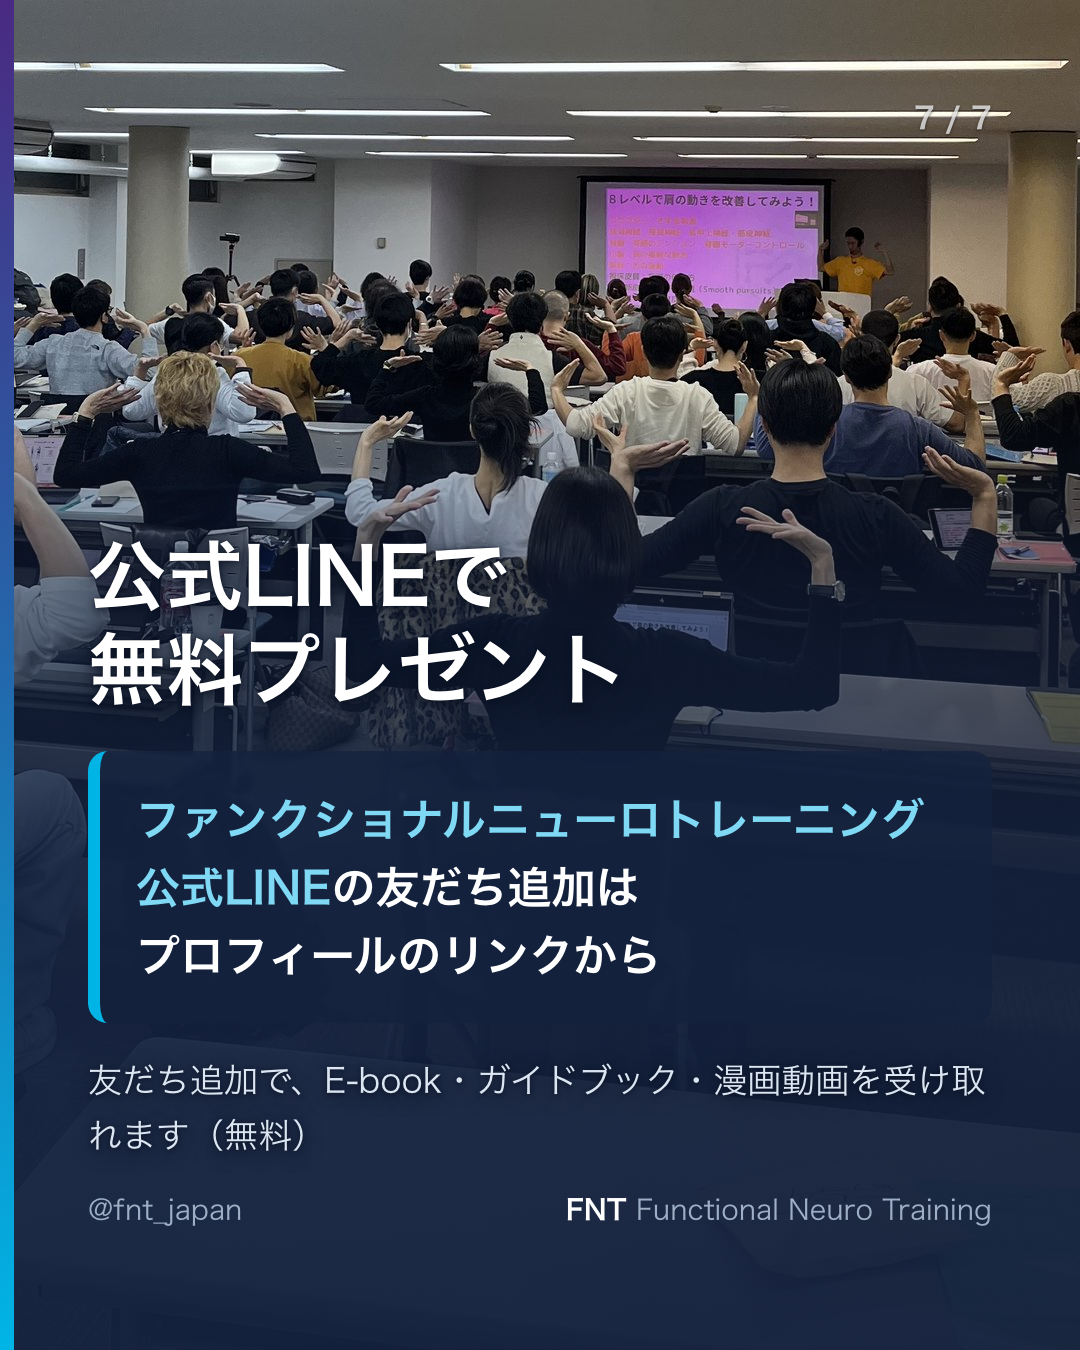 7 / 7
8レベルで肩の動きを改善してみよう！
公式LINEで
無料プレゼント
ファンクショナルニューロトレーニング
公式LINEの友だち追加は
プロフィールのリンクから
友だち追加で、E-book・ガイドブック・漫画動画を受け取
れます（無料）
@fnt_japan
FNT Functional Neuro Training